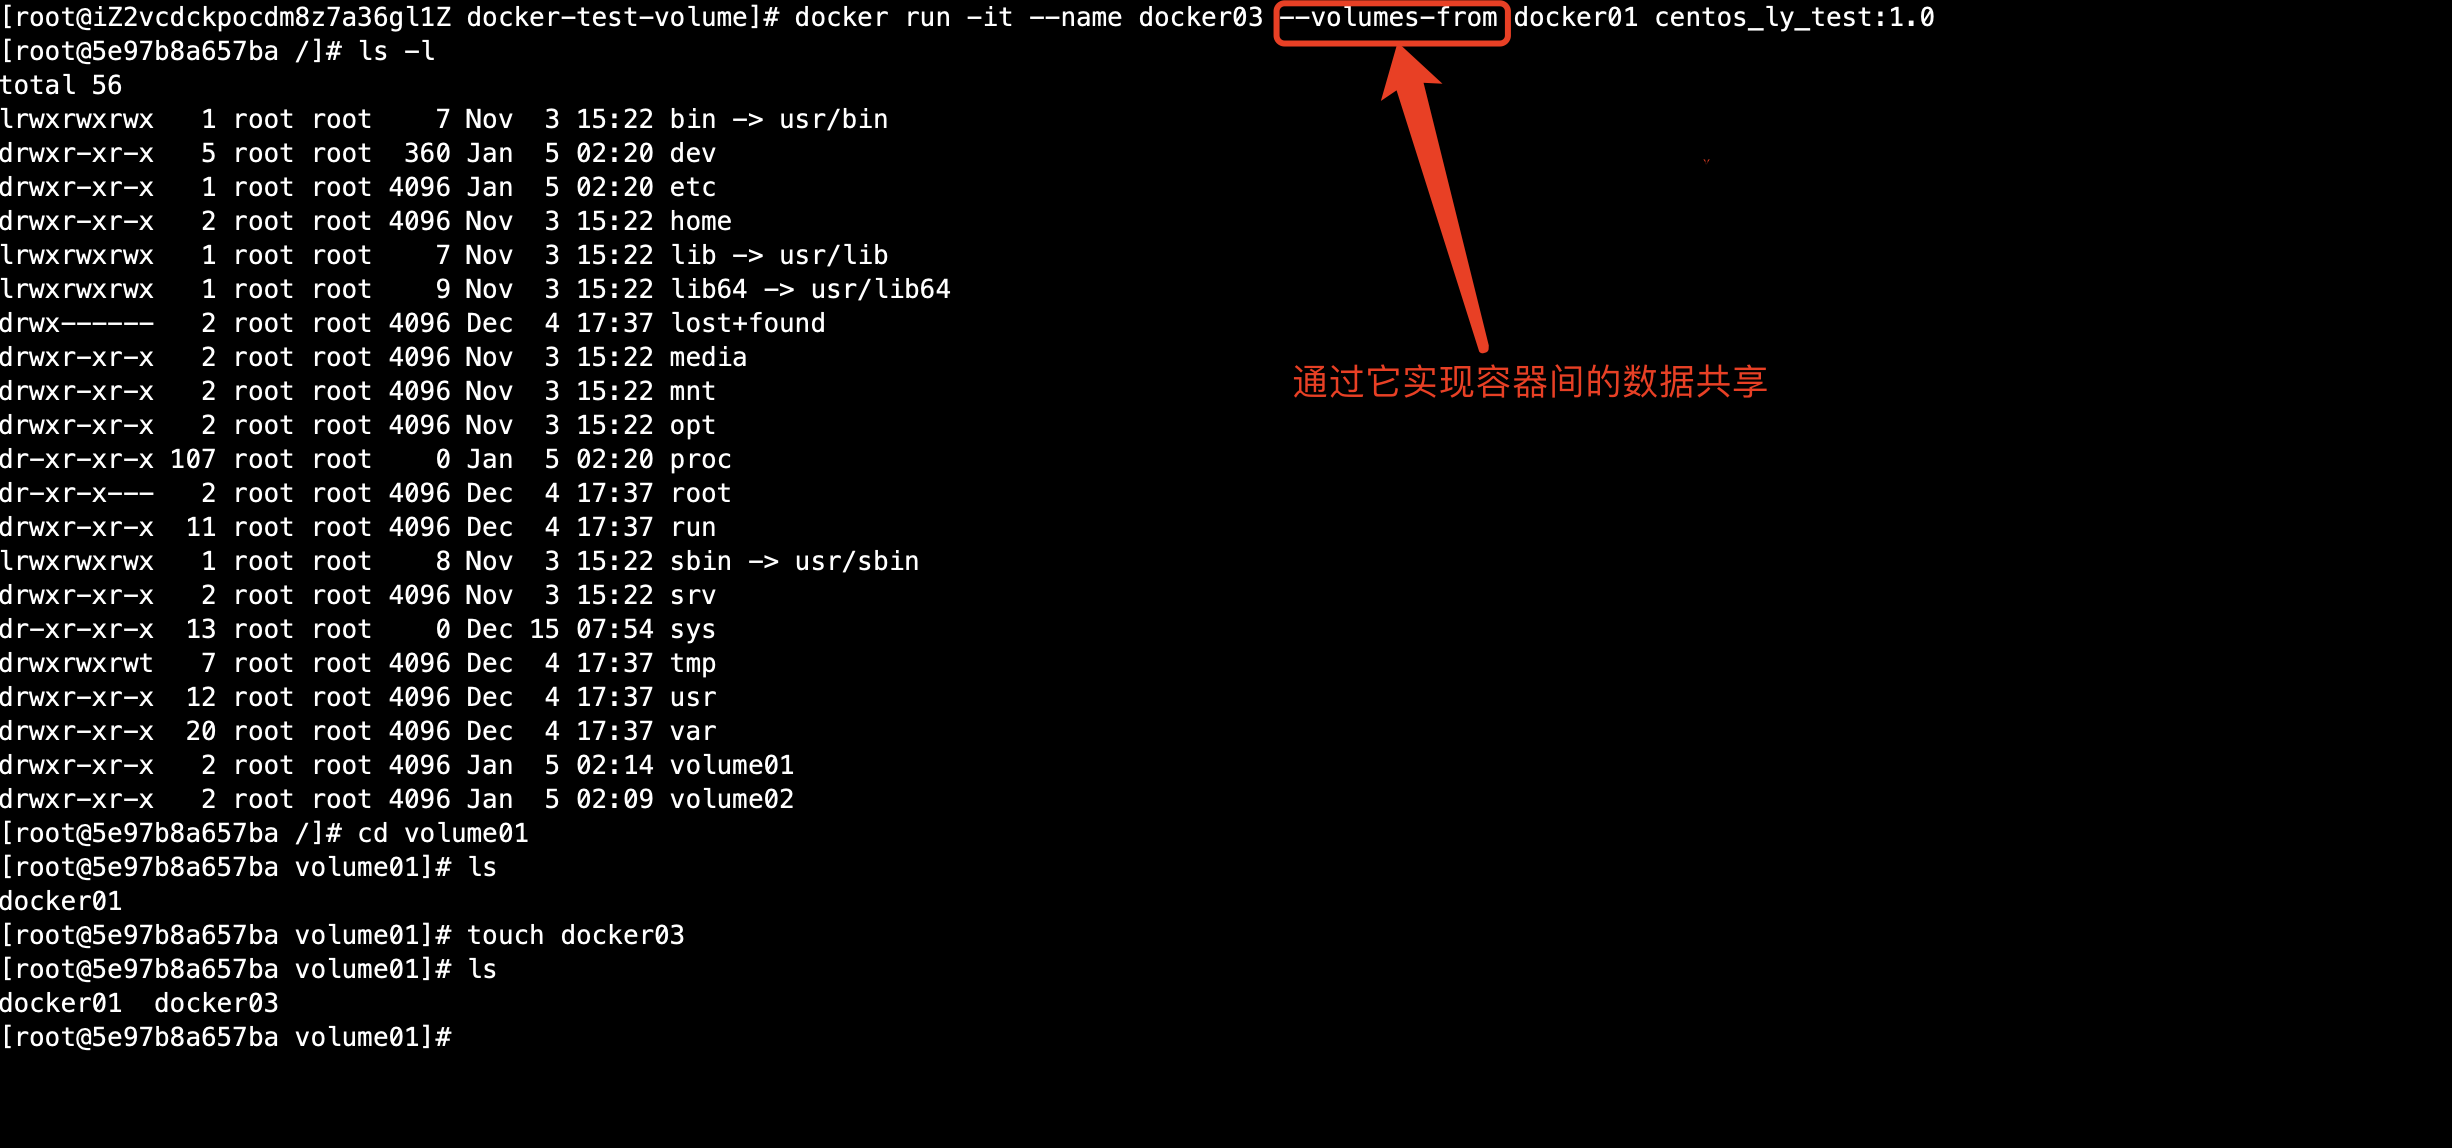 [root@iZ2vcdckpocdm8z7a36gl1Z docker-test-volume]# docker run -it --name docker03 --volumes-from docker01 centos_ly_test:1.0
[root@5e97b8a657ba /]# ls -l
total 56
lrwxrwxrwx   1 root root    7 Nov  3 15:22 bin -> usr/bin
drwxr-xr-x   5 root root  360 Jan  5 02:20 dev
drwxr-xr-x   1 root root 4096 Jan  5 02:20 etc
drwxr-xr-x   2 root root 4096 Nov  3 15:22 home
lrwxrwxrwx   1 root root    7 Nov  3 15:22 lib -> usr/lib
lrwxrwxrwx   1 root root    9 Nov  3 15:22 lib64 -> usr/lib64
drwx------   2 root root 4096 Dec  4 17:37 lost+found
drwxr-xr-x   2 root root 4096 Nov  3 15:22 media
通过它实现容器间的数据共享
drwxr-xr-x   2 root root 4096 Nov  3 15:22 mnt
drwxr-xr-x   2 root root 4096 Nov  3 15:22 opt
dr-xr-xr-x 107 root root    0 Jan  5 02:20 proc
dr-xr-x---   2 root root 4096 Dec  4 17:37 root
drwxr-xr-x  11 root root 4096 Dec  4 17:37 run
lrwxrwxrwx   1 root root    8 Nov  3 15:22 sbin -> usr/sbin
drwxr-xr-x   2 root root 4096 Nov  3 15:22 srv
dr-xr-xr-x  13 root root    0 Dec 15 07:54 sys
drwxrwxrwt   7 root root 4096 Dec  4 17:37 tmp
drwxr-xr-x  12 root root 4096 Dec  4 17:37 usr
drwxr-xr-x  20 root root 4096 Dec  4 17:37 var
drwxr-xr-x   2 root root 4096 Jan  5 02:14 volume01
drwxr-xr-x   2 root root 4096 Jan  5 02:09 volume02
[root@5e97b8a657ba /]# cd volume01
[root@5e97b8a657ba volume01]# ls
docker01
[root@5e97b8a657ba volume01]# touch docker03
[root@5e97b8a657ba volume01]# ls
docker01  docker03
[root@5e97b8a657ba volume01]#